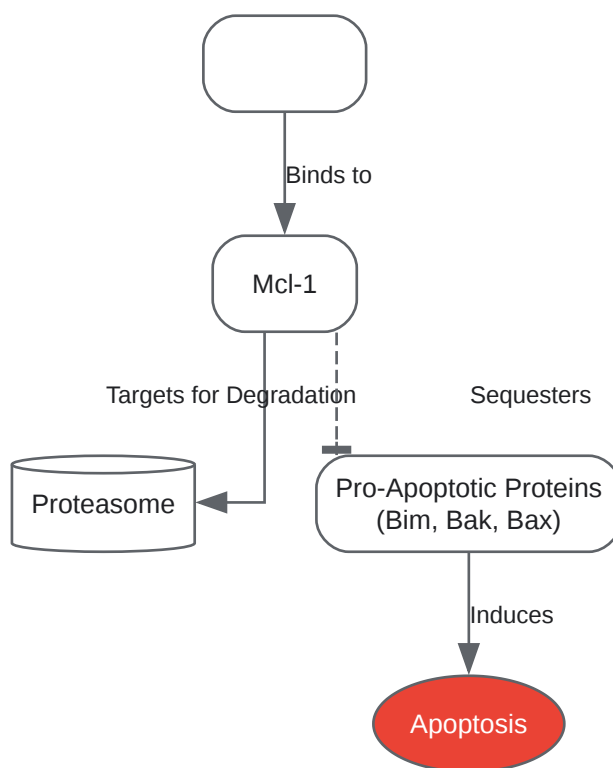 Binds to
Mcl-1
Targets for Degradation
Sequesters
Proteasome
Pro-Apoptotic Proteins
(Bim, Bak, Bax)
Induces
Apoptosis